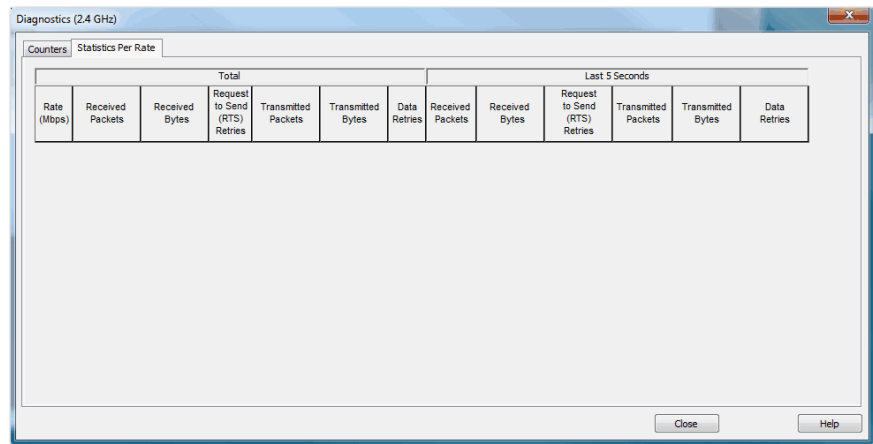 Diagnostics (2.4 GHz)
Counters Statistics Per Rate
Total Last 5 Seconds
Rate (Mbps) Received Packets Received Bytes Request to Send (RTS) Retries Transmitted Packets Transmitted Bytes Data Retries Received Packets Received Bytes Request to Send (RTS) Retries Transmitted Packets Transmitted Bytes Data Retries
Close Help